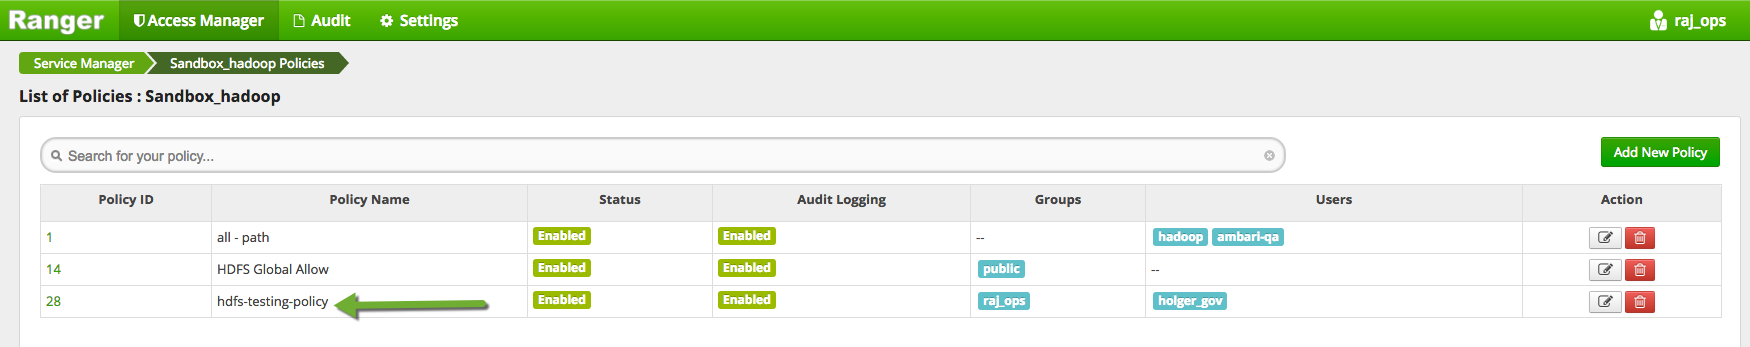 Ranger Access Manager Audit Settings raj_ops
Service Manager Sandbox_hadoop Policies
List of Policies : Sandbox_hadoop
Search for your policy... Add New Policy
Policy ID Policy Name Status Audit Logging Groups Users Action
1 all - path Enabled Enabled -- hadoop ambari-qa
14 HDFS Global Allow Enabled Enabled public --
28 hdfs-testing-policy Enabled Enabled raj_ops holger_gov